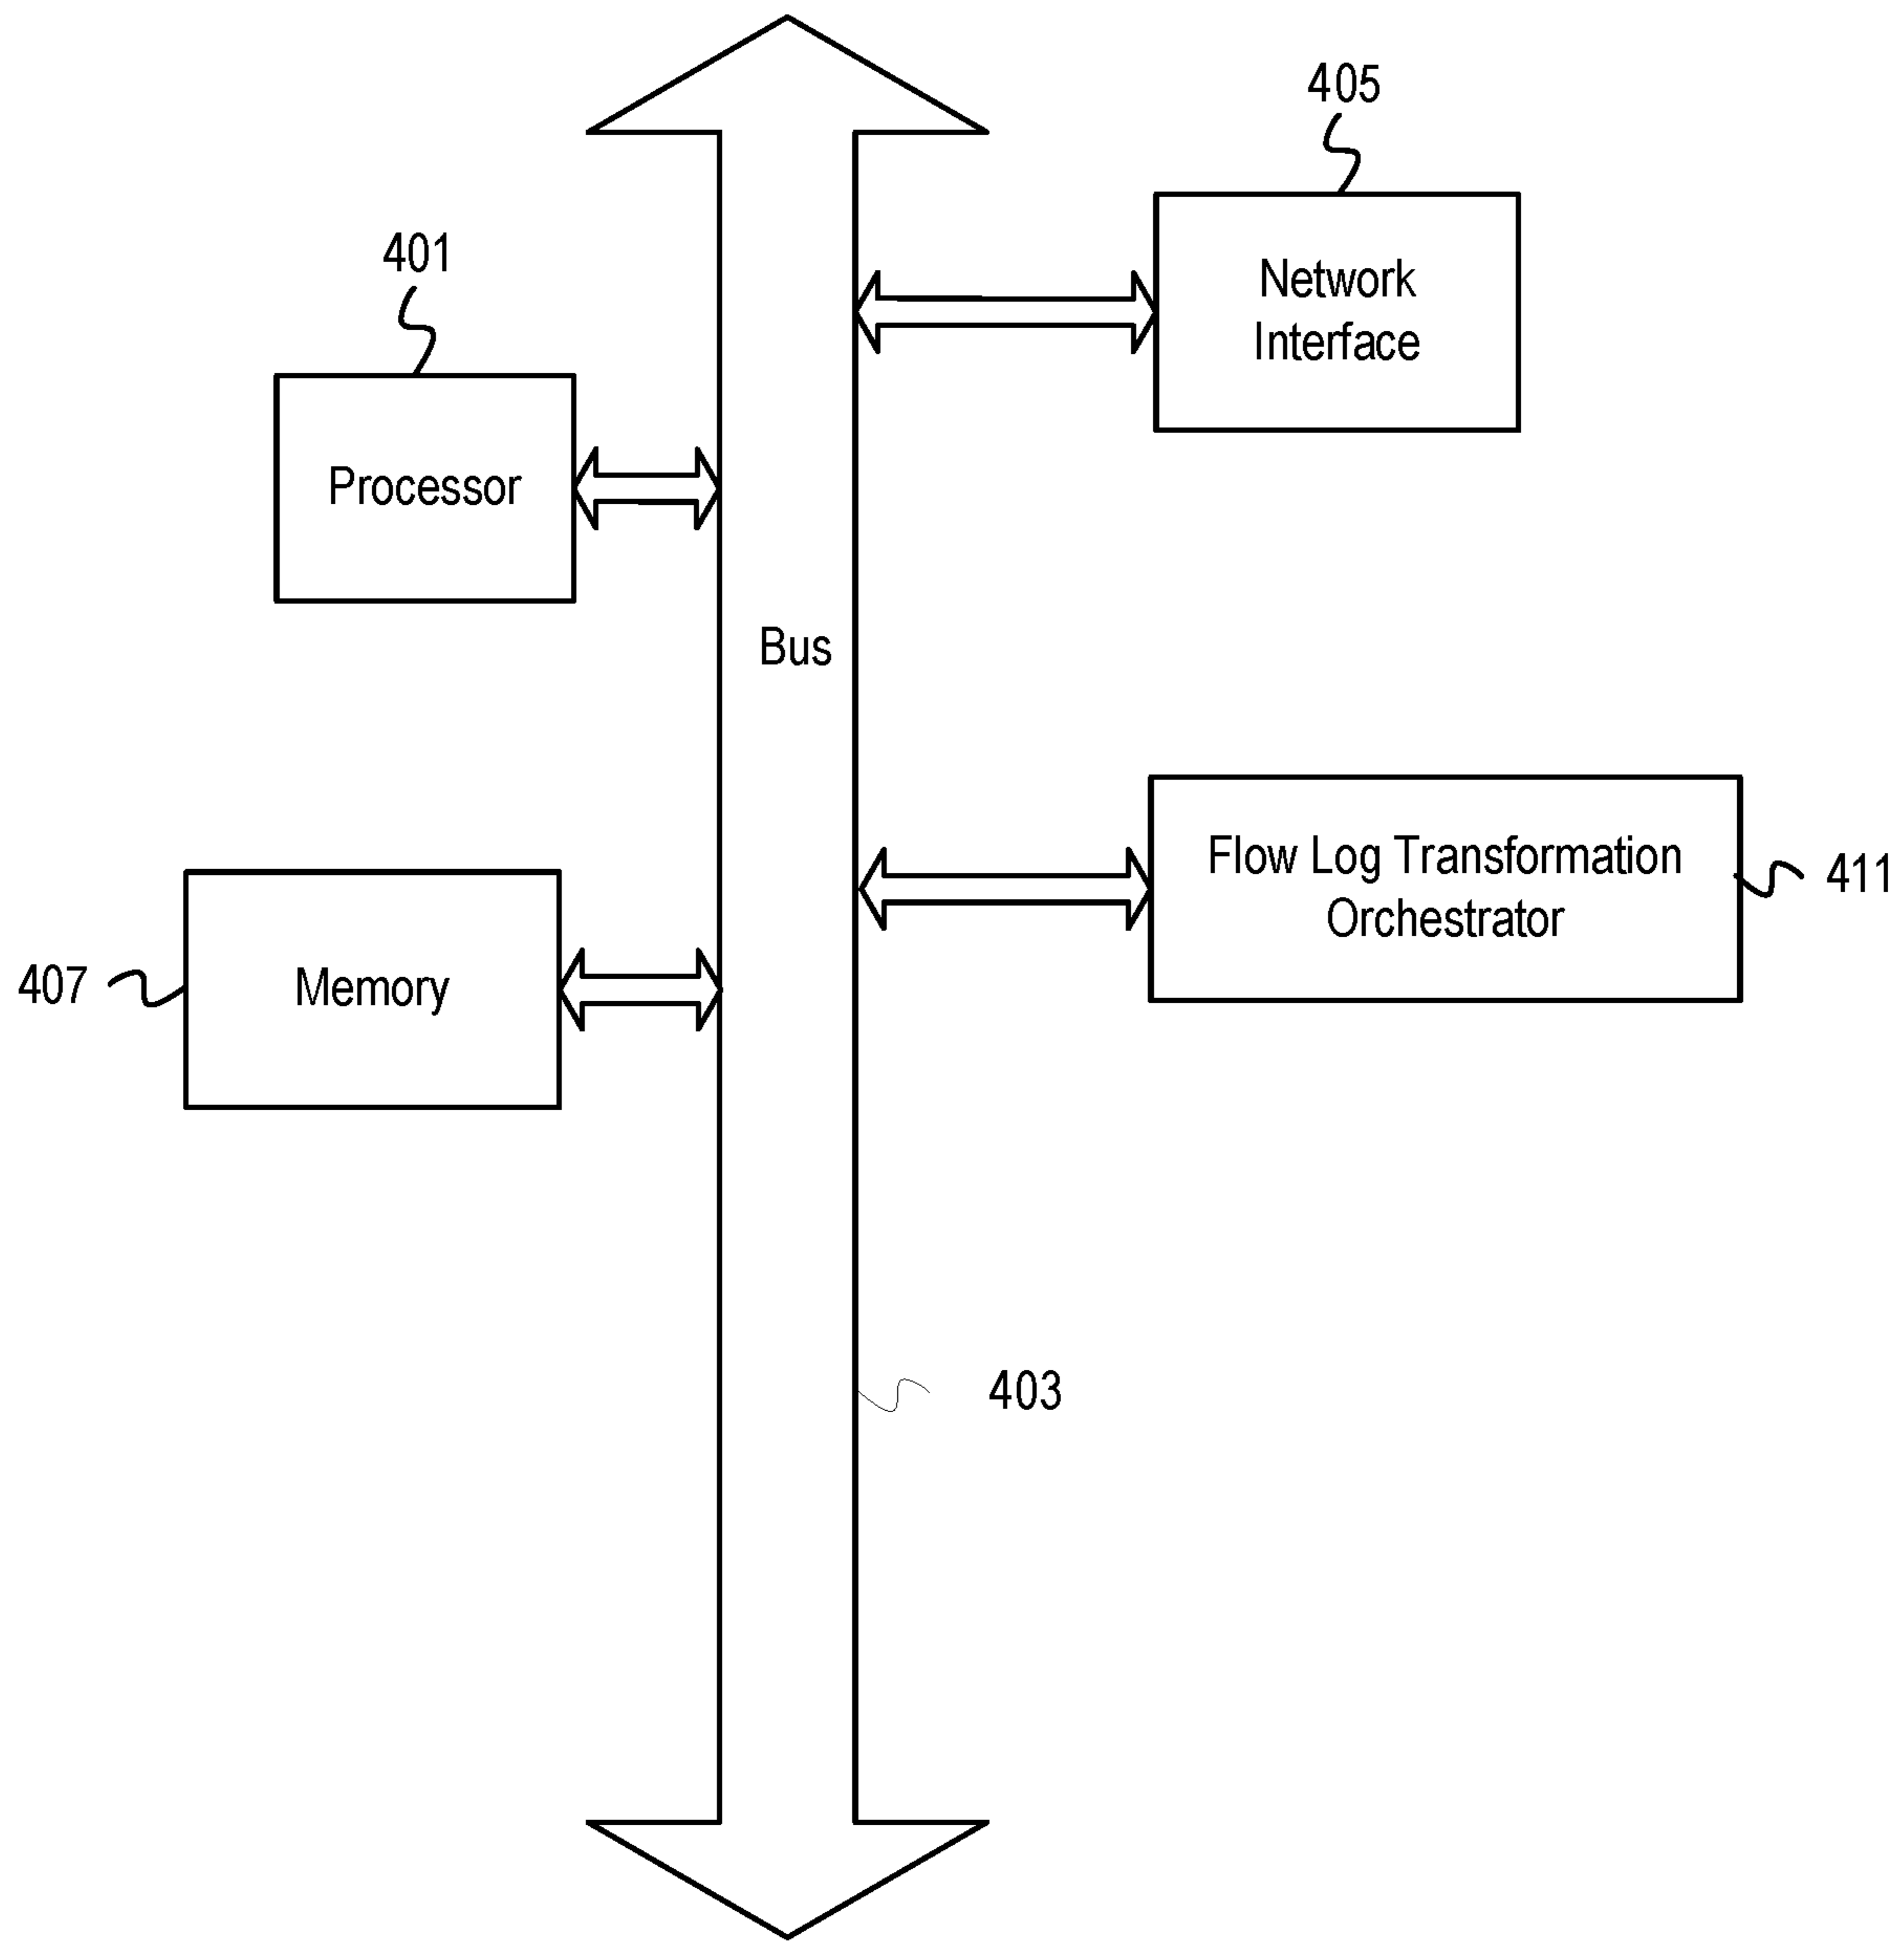 405
Network
Interface
401
Processor
Bus
Flow Log Transformation
Orchestrator
411
407
Memory
403